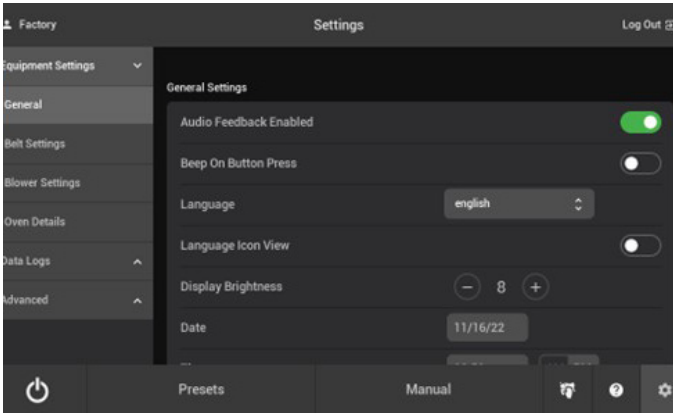 Factory
Settings
Log Out
Equipment Settings
General Settings
General
Audio Feedback Enabled
Belt Settings
Beep On Button Press
Blower Settings
Language
english
Oven Details
Language Icon View
Data Logs
Display Brightness
8
Advanced
Date
11/16/22
Presets
Manual
?